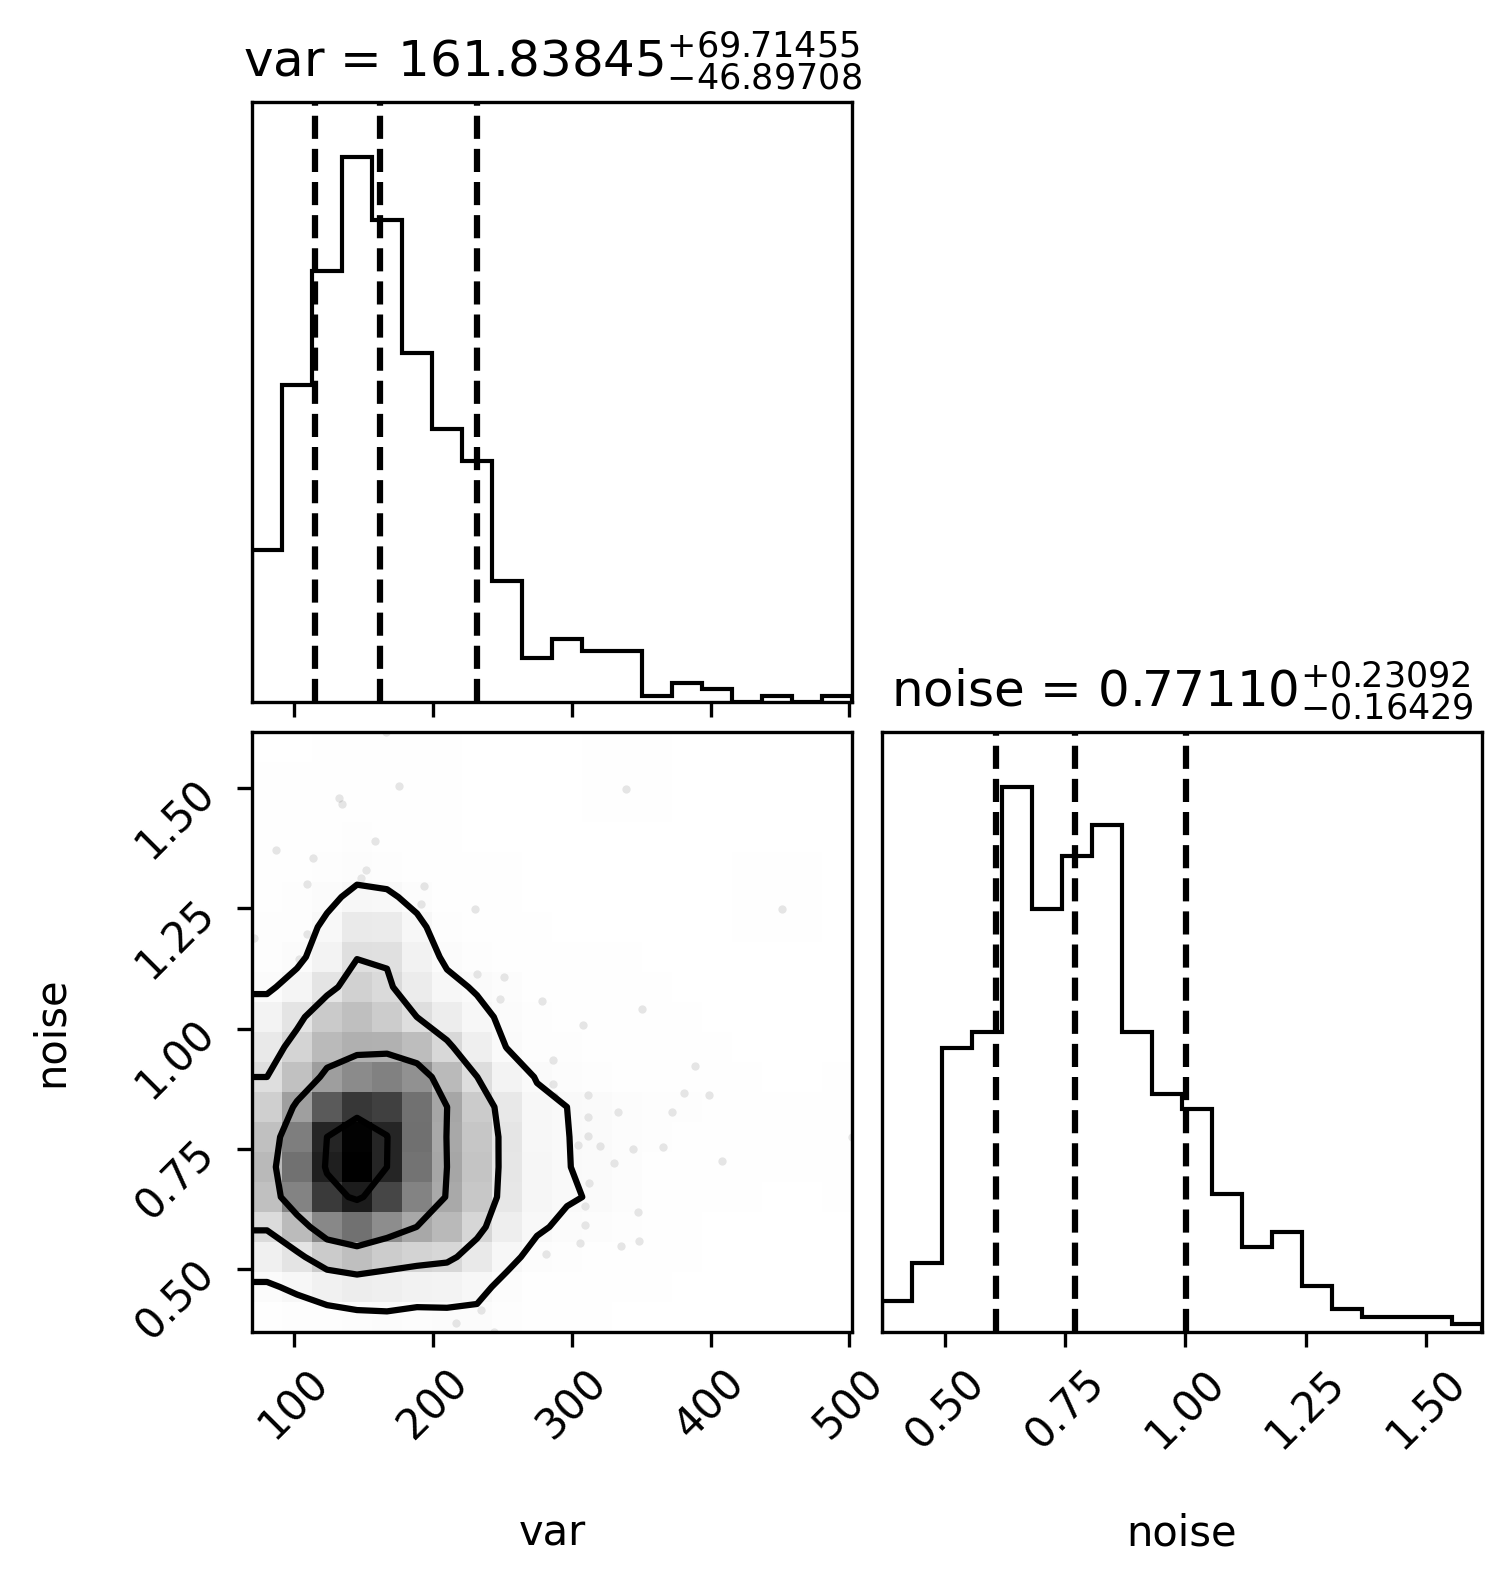 var = 161.83845+69.71455−46.89708
noise = 0.77110+0.23092−0.16429
1.50
1.25
1.00
0.75
0.50
noise
100 200 300 400 500
0.50 0.75 1.00 1.25 1.50
var
noise